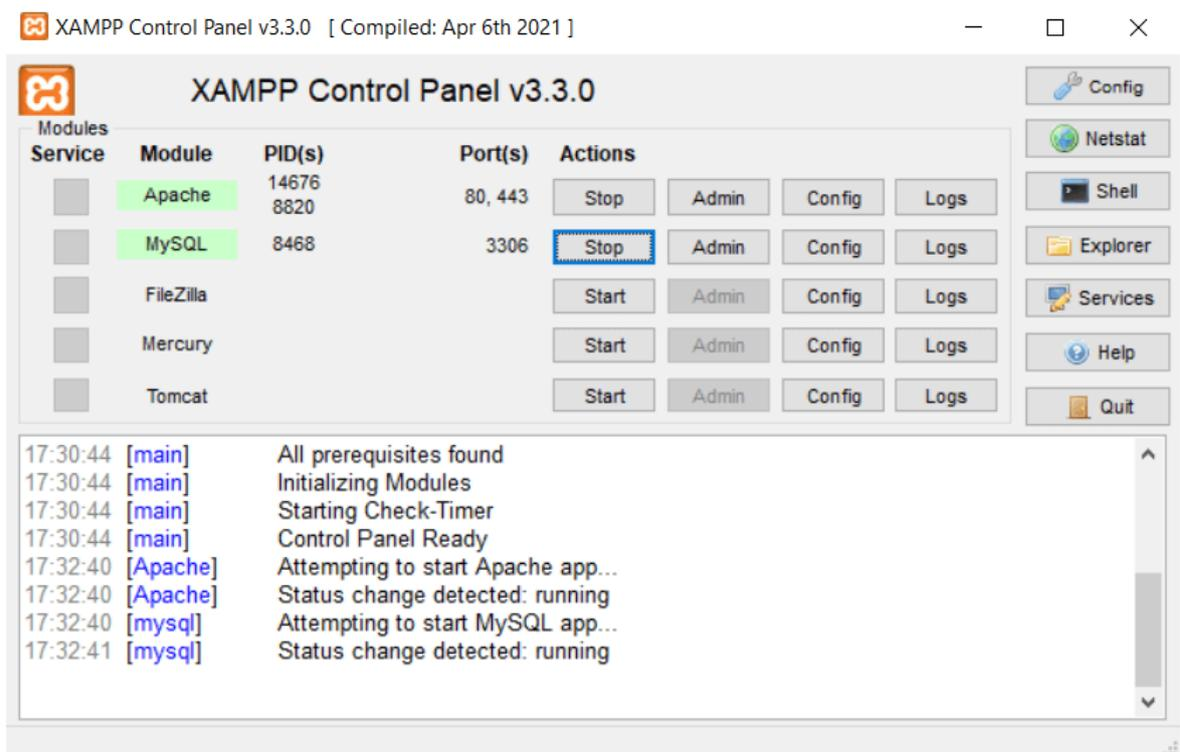 XAMPP Control Panel v3.3.0 [ Compiled: Apr 6th 2021 ]
XAMPP Control Panel v3.3.0
Config
Modules
Service Module PID(s) Port(s) Actions
Netstat
Apache 14676 8820 80, 443 Stop Admin Config Logs
Shell
MySQL 8468 3306 Stop Admin Config Logs
Explorer
FileZilla Start Admin Config Logs
Services
Mercury Start Admin Config Logs
Help
Tomcat Start Admin Config Logs
Quit
17:30:44 [main] All prerequisites found
17:30:44 [main] Initializing Modules
17:30:44 [main] Starting Check-Timer
17:30:44 [main] Control Panel Ready
17:32:40 [Apache] Attempting to start Apache app...
17:32:40 [Apache] Status change detected: running
17:32:40 [mysql] Attempting to start MySQL app...
17:32:41 [mysql] Status change detected: running